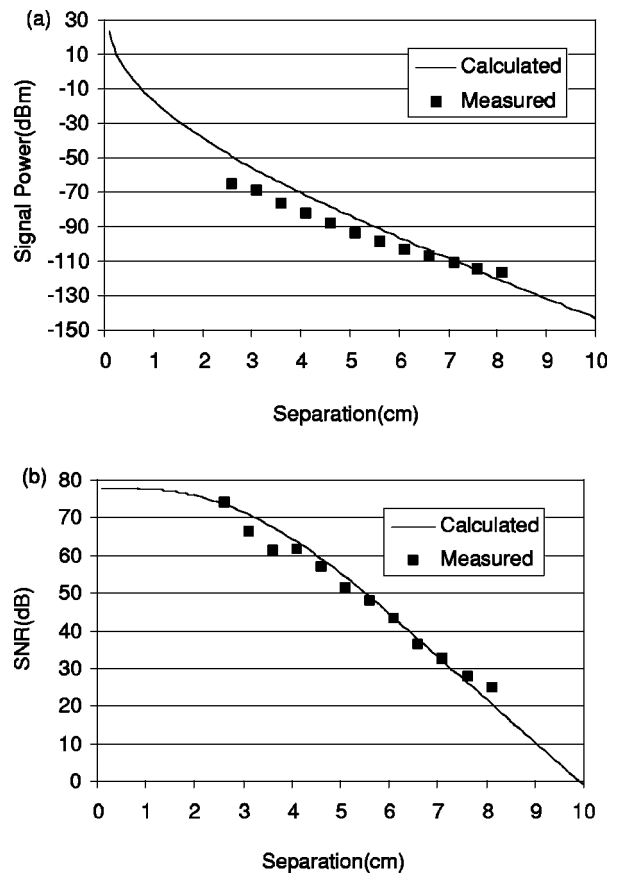 (a)
30
10
-10
-30
-50
-70
-90
-110
-130
-150
Signal Power(dBm)
Calculated
Measured
0 1 2 3 4 5 6 7 8 9 10
Separation(cm)
(b)
80
70
60
50
40
30
20
10
0
SNR(dB)
Calculated
Measured
0 1 2 3 4 5 6 7 8 9 10
Separation(cm)